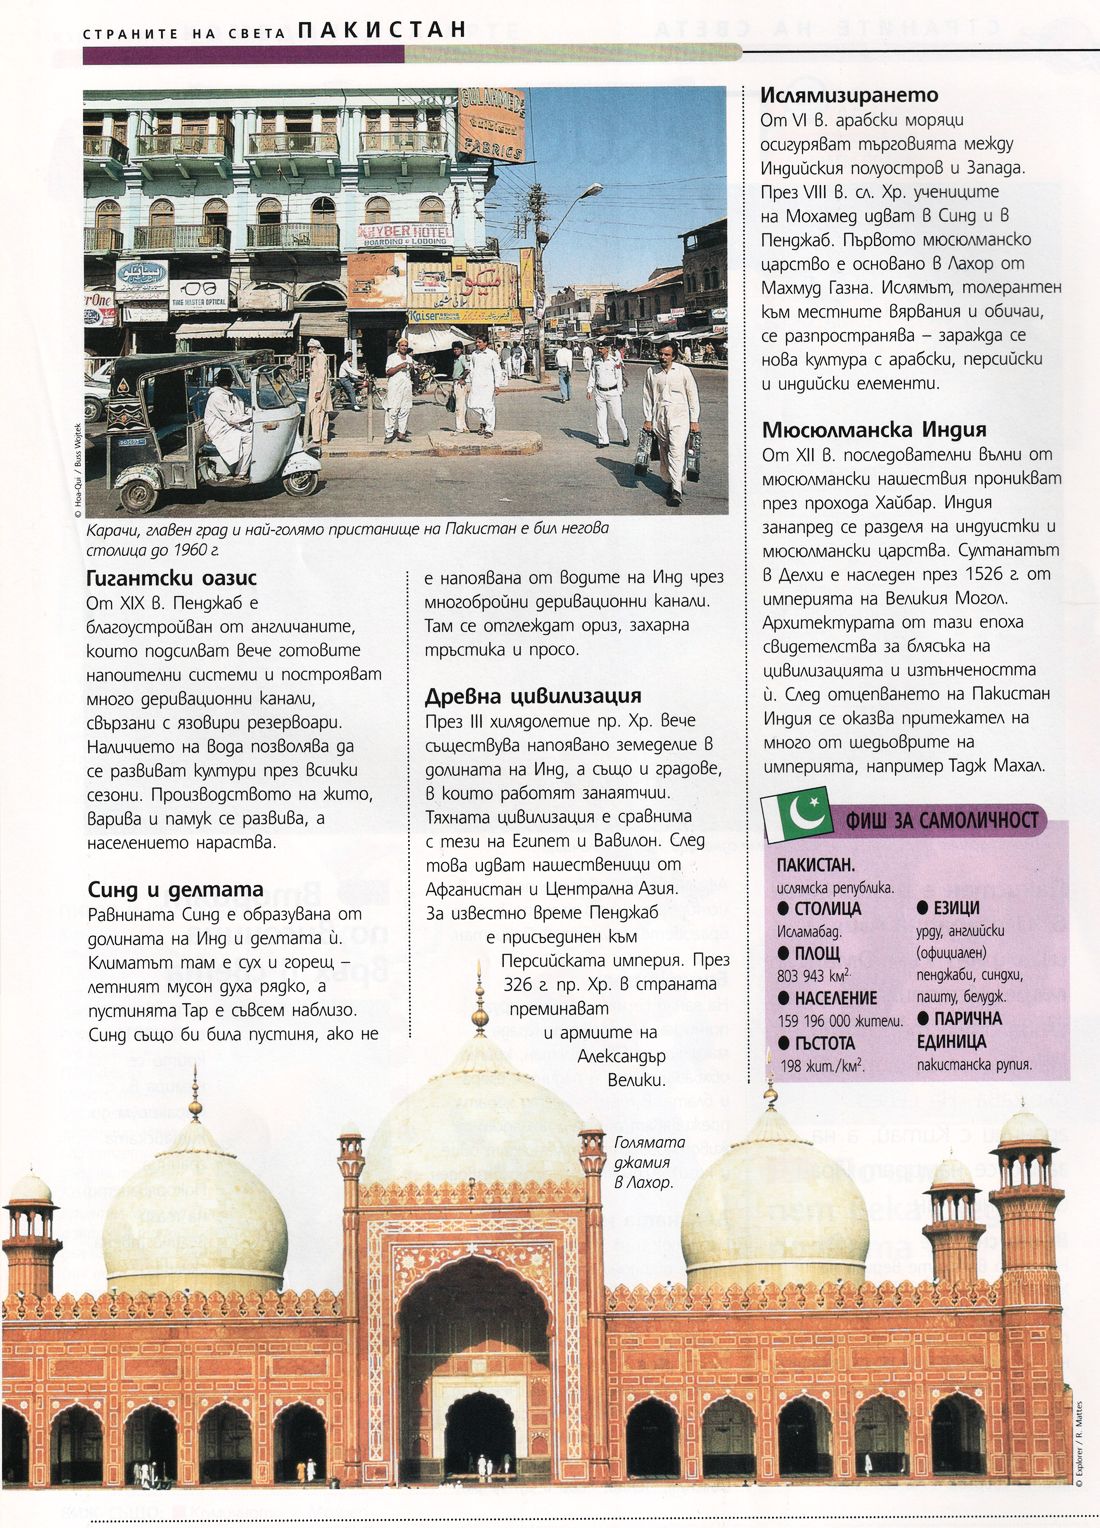 СТРАНИТЕ НА СВЕТА ПАКИСТАН
GULAHMED'S
FABRICS
KHYBER HOTEL
BOARDING & LODGING
TIME MASTER OPTICAL
Kaiser
© Hoa-Qui / Buss Wojtek
Карачи, главен град и най-голямо пристанище на Пакистан е бил негова
столица до 1960 г.
Гигантски оазис
От XIX в. Пенджаб е
благоустройван от англичаните,
които подсилват вече готовите
напоителни системи и построяват
много деривационни канали,
свързани с язовири резервоари.
Наличието на вода позволява да
се развиват култури през всички
сезони. Производството на жито,
варива и памук се развива, а
населението нараства.
Синд и делтата
Равнината Синд е образувана от
долината на Инд и делтата ѝ.
Климатът там е сух и горещ –
летният мусон духа рядко, а
пустинята Тар е съвсем наблизо.
Синд също би била пустиня, ако не
е напоявана от водите на Инд чрез
многобройни деривационни канали.
Там се отглеждат ориз, захарна
тръстика и просо.
Древна цивилизация
През III хилядолетие пр. Хр. вече
съществува напоявано земеделие в
долината на Инд, а също и градове,
в които работят занаятчии.
Тяхната цивилизация е сравнима
с тези на Египет и Вавилон. След
това идват нашественици от
Афганистан и Централна Азия.
За известно време Пенджаб
е присъединен към
Персийската империя. През
326 г. пр. Хр. в страната
преминават
и армиите на
Александър
Велики.
Ислямизирането
От VI в. арабски моряци
осигуряват търговията между
Индийския полуостров и Запада.
През VIII в. сл. Хр. учениците
на Мохамед идват в Синд и в
Пенджаб. Първото мюсюлманско
царство е основано в Лахор от
Махмуд Газна. Ислямът, толерантен
към местните вярвания и обичаи,
се разпространява – заражда се
нова култура с арабски, персийски
и индийски елементи.
Мюсюлманска Индия
От XII в. последователни вълни от
мюсюлмански нашествия проникват
през прохода Хайбар. Индия
занапред се разделя на индуистки и
мюсюлмански царства. Султанатът
в Делхи е наследен през 1526 г. от
империята на Великия Могол.
Архитектурата от тази епоха
свидетелства за блясъка на
цивилизацията и изтънчеността
ѝ. След отцепването на Пакистан
Индия се оказва притежател на
много от шедьоврите на
империята, например Тадж Махал.
ФИШ ЗА САМОЛИЧНОСТ
ПАКИСТАН.
ислямска република.
● СТОЛИЦА
Исламабад.
● ПЛОЩ
803 943 км².
● НАСЕЛЕНИЕ
159 196 000 жители.
● ГЪСТОТА
198 жит./км².
● ЕЗИЦИ
урду, английски
(официален)
пенджаби, синдхи,
пашту, белудж.
● ПАРИЧНА
ЕДИНИЦА
пакистанска рупия.
Голямата
джамия
в Лахор.
© Explorer / R. Mattes